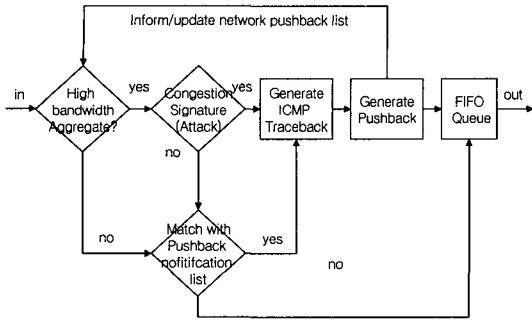 Inform/update network pushback list
in
High
bandwidth
Aggregate?
yes
Congestion
Signature
(Attack)
yes
Generate
ICMP
Traceback
Generate
Pushback
FIFO
Queue
out
no
no
Match with
Pushback
nofitifcation
list
yes
no